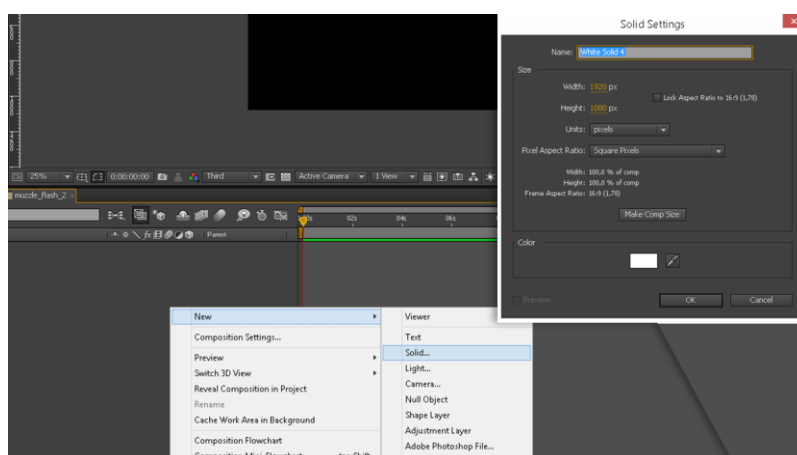 Solid Settings
Name: White Solid 4
Size
Width: 1920 px
Lock Aspect Ratio to 16:9 (1,78)
Height: 1080 px
Units: pixels
Pixel Aspect Ratio: Square Pixels
Width: 100,0 % of comp
Height: 100,0 % of comp
Frame Aspect Ratio: 16:9 (1,78)
Make Comp Size
Color
Preview
OK
Cancel
25%
0:00:00:00
Third
Active Camera
1 View
muzzle_flash_2
Parent
02s
04s
06s
New
Composition Settings...
Preview
Switch 3D View
Reveal Composition in Project
Rename
Cache Work Area in Background
Composition Flowchart
Viewer
Text
Solid...
Light...
Camera...
Null Object
Shape Layer
Adjustment Layer
Adobe Photoshop File...